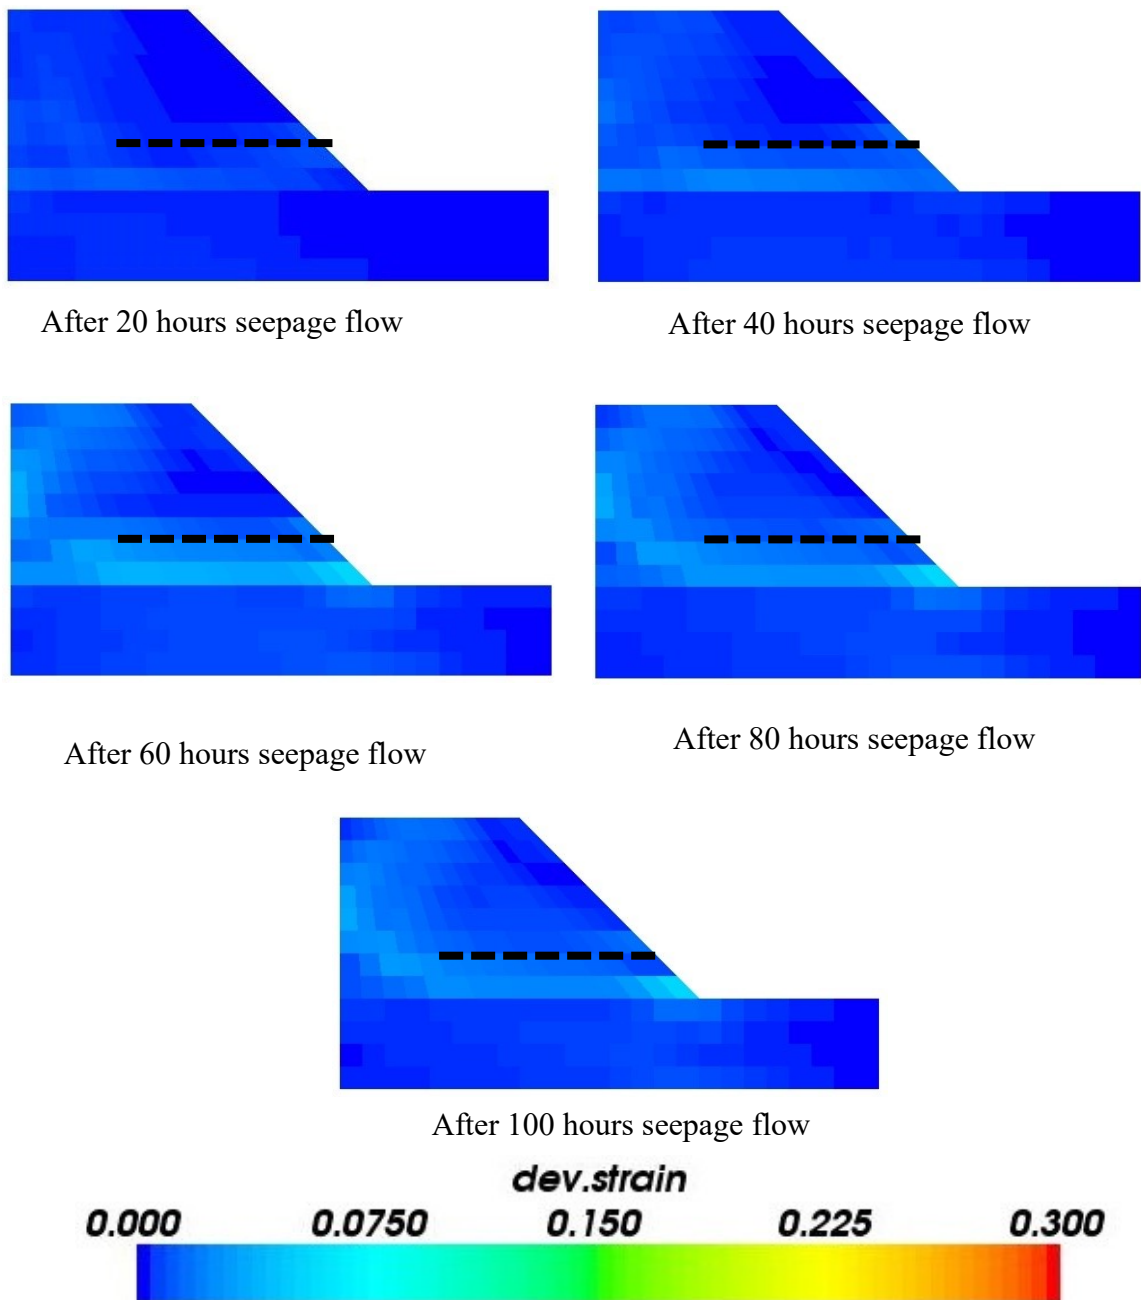 After 20 hours seepage flow
After 40 hours seepage flow
After 60 hours seepage flow
After 80 hours seepage flow
After 100 hours seepage flow
dev.strain
0.000 0.0750 0.150 0.225 0.300